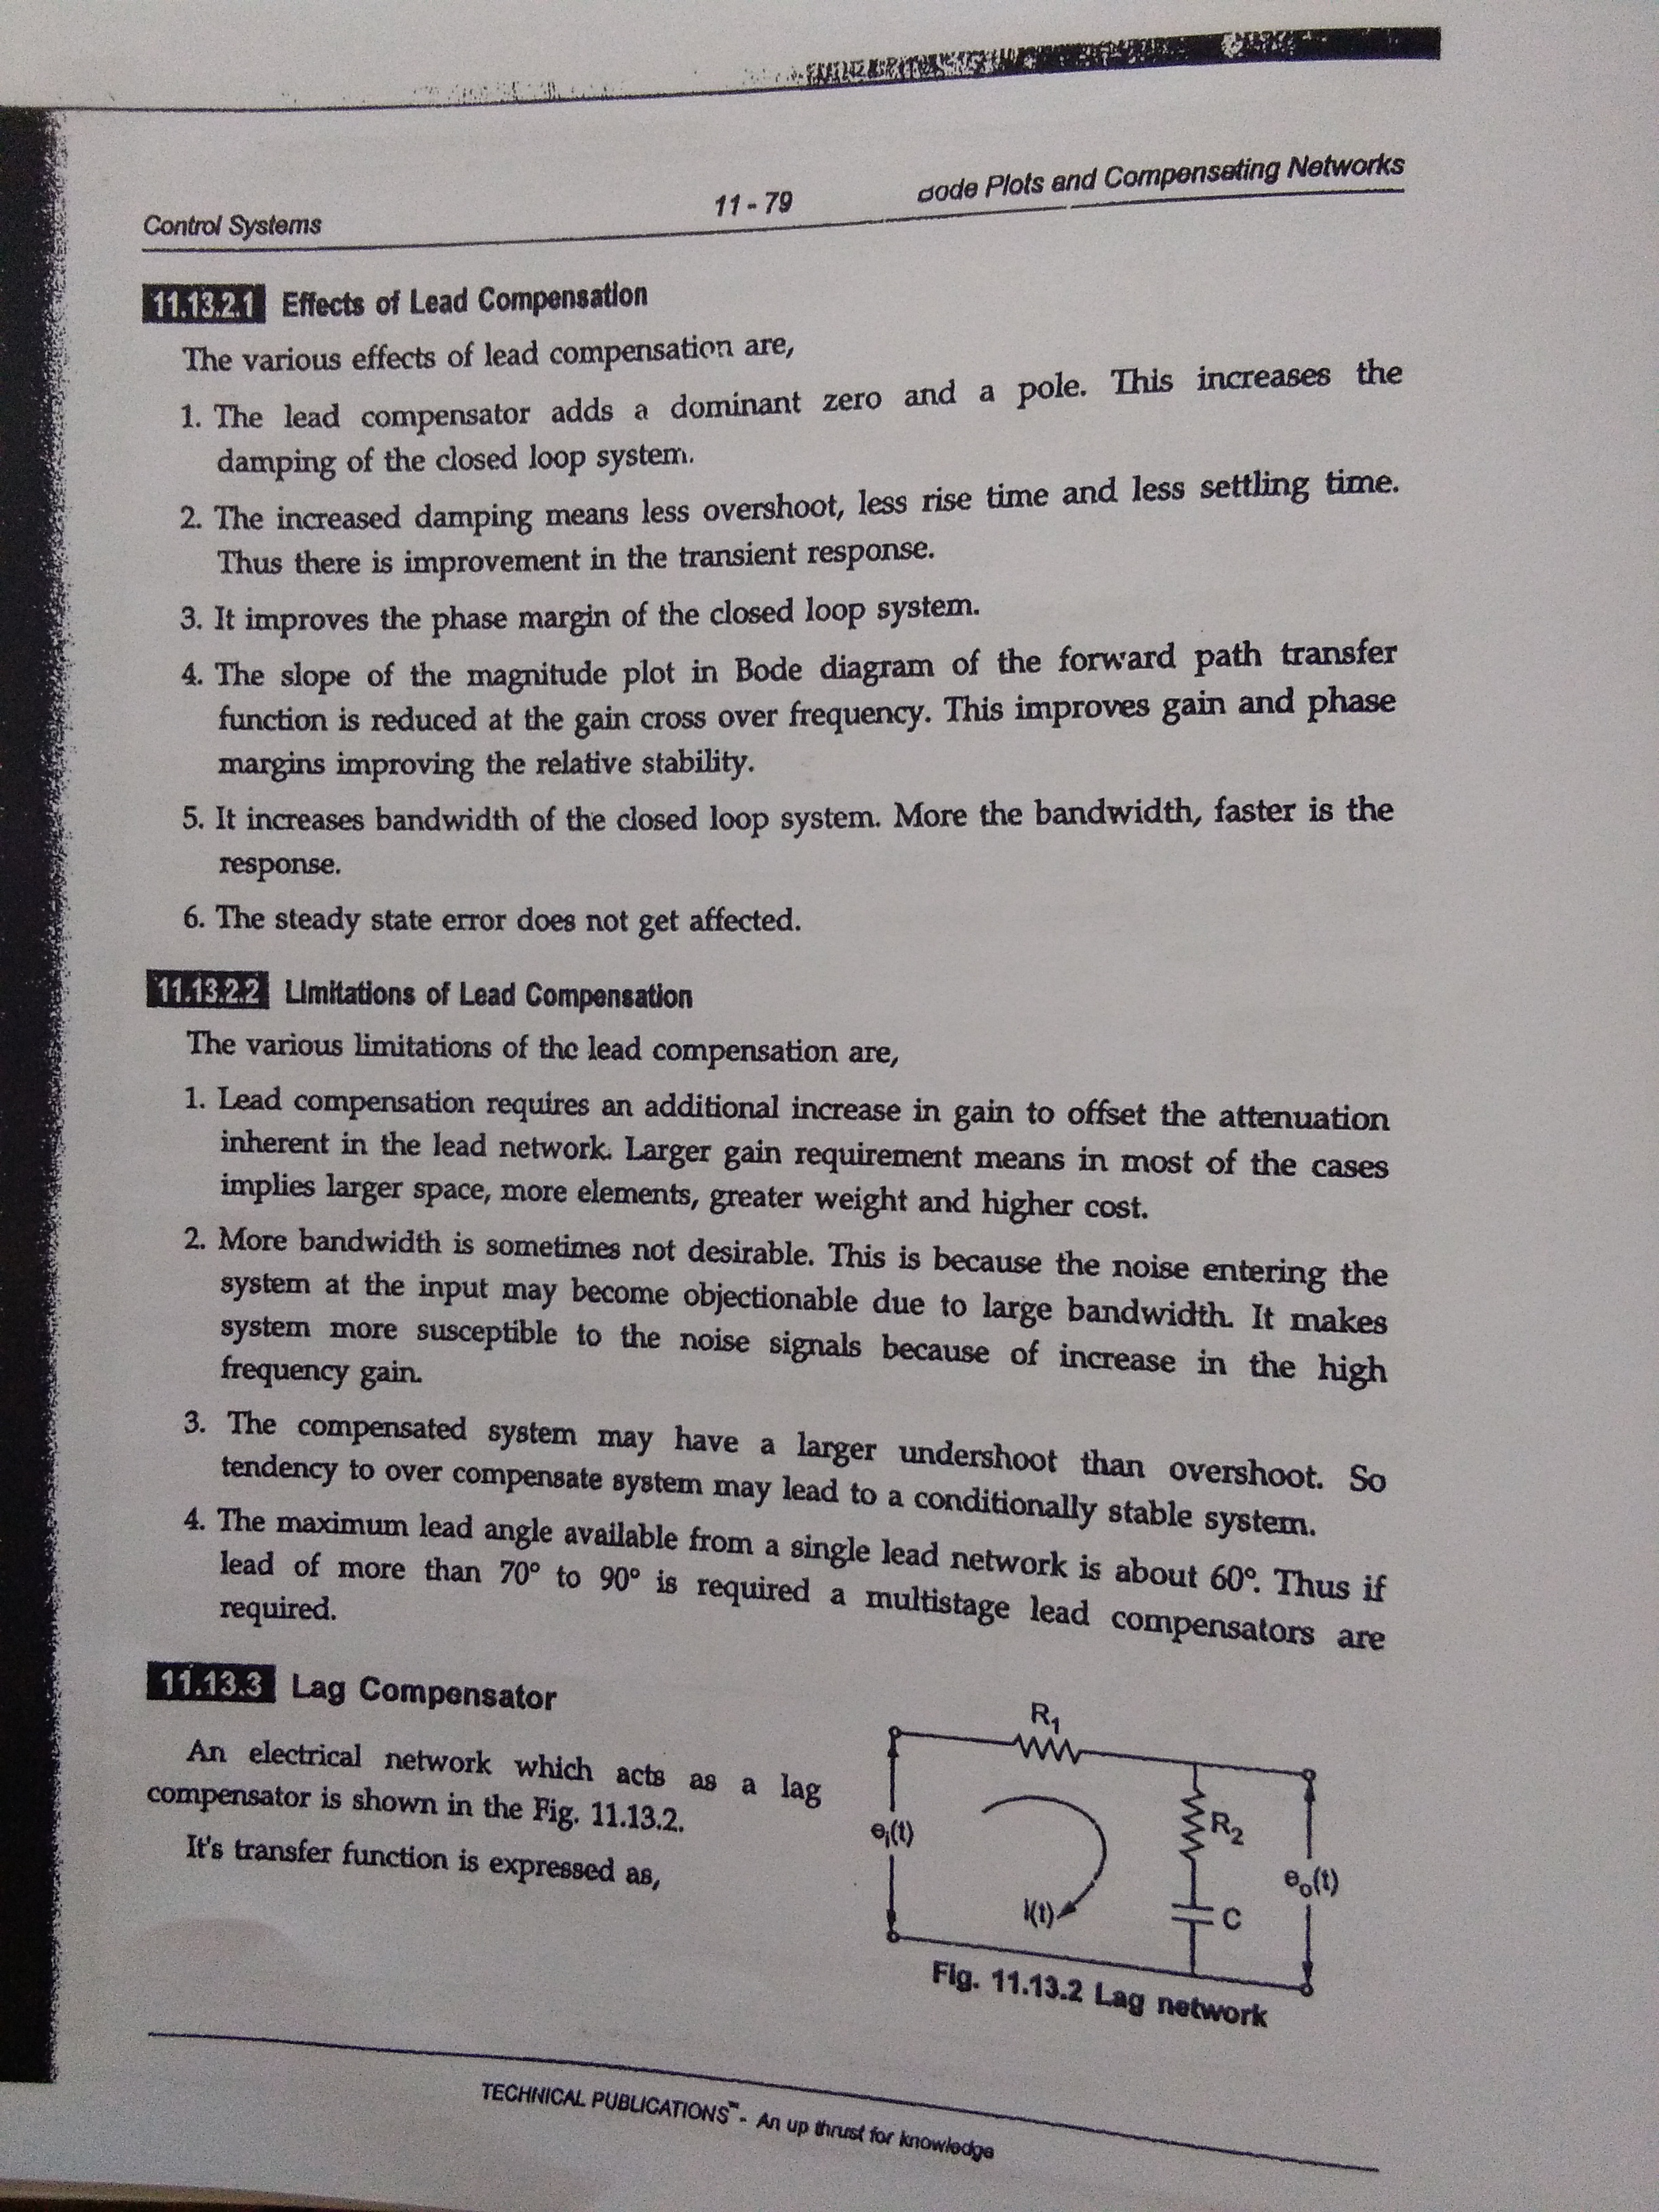 Control Systems
11 - 79
Bode Plots and Compensating Networks
11.13.2.1 Effects of Lead Compensation
The various effects of lead compensation are,
1. The lead compensator adds a dominant zero and a pole. This increases the
damping of the closed loop system.
2. The increased damping means less overshoot, less rise time and less settling time.
Thus there is improvement in the transient response.
3. It improves the phase margin of the closed loop system.
4. The slope of the magnitude plot in Bode diagram of the forward path transfer
function is reduced at the gain cross over frequency. This improves gain and phase
margins improving the relative stability.
5. It increases bandwidth of the closed loop system. More the bandwidth, faster is the
response.
6. The steady state error does not get affected.
11.13.2.2 Limitations of Lead Compensation
The various limitations of the lead compensation are,
1. Lead compensation requires an additional increase in gain to offset the attenuation
inherent in the lead network. Larger gain requirement means in most of the cases
implies larger space, more elements, greater weight and higher cost.
2. More bandwidth is sometimes not desirable. This is because the noise entering the
system at the input may become objectionable due to large bandwidth. It makes
system more susceptible to the noise signals because of increase in the high
frequency gain.
3. The compensated system may have a larger undershoot than overshoot. So
tendency to over compensate system may lead to a conditionally stable system.
4. The maximum lead angle available from a single lead network is about 60°. Thus if
lead of more than 70° to 90° is required a multistage lead compensators are
required.
11.13.3 Lag Compensator
An electrical network which acts as a lag
compensator is shown in the Fig. 11.13.2.
It's transfer function is expressed as,
R₁
R₂
eᵢ(t)
eₒ(t)
I(t)
C
Fig. 11.13.2 Lag network
TECHNICAL PUBLICATIONS™ - An up thrust for knowledge